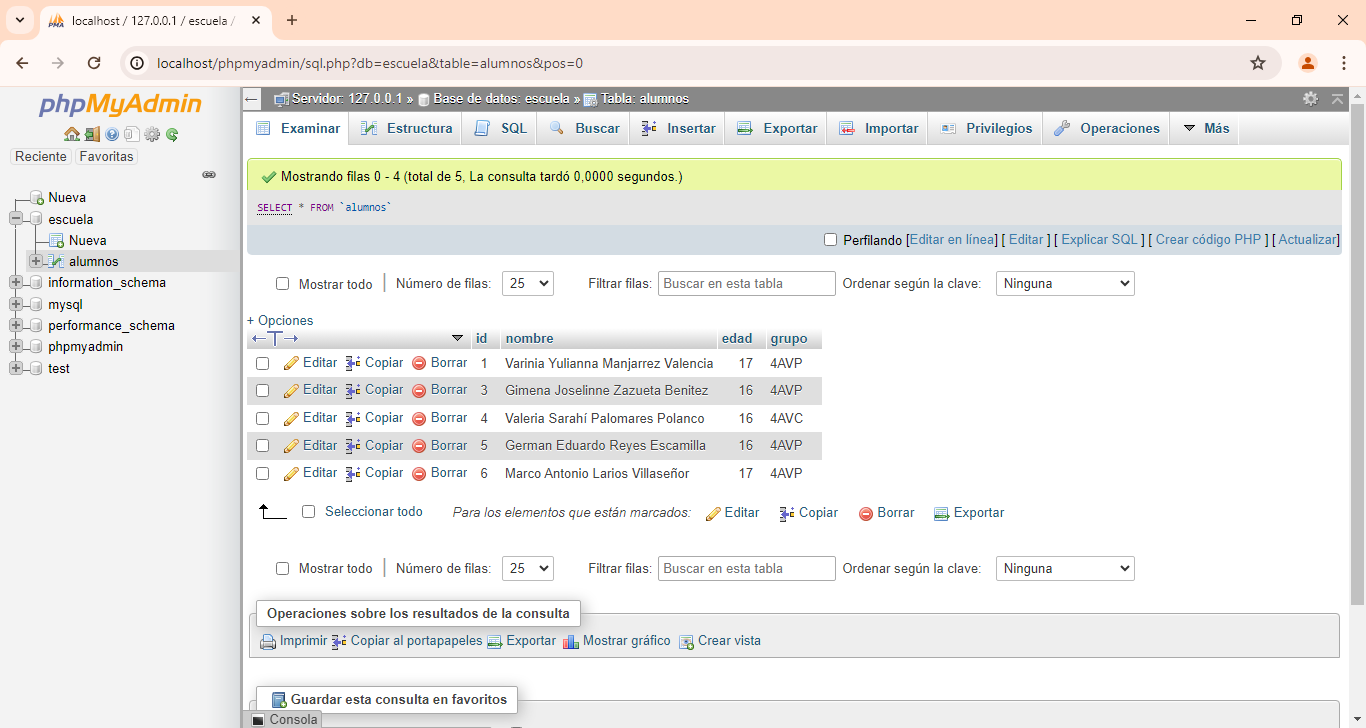 localhost / 127.0.0.1 / escuela /
localhost/phpmyadmin/sql.php?db=escuela&table=alumnos&pos=0
phpMyAdmin
Reciente Favoritas
Nueva
escuela
Nueva
alumnos
information_schema
mysql
performance_schema
phpmyadmin
test
Servidor: 127.0.0.1 » Base de datos: escuela » Tabla: alumnos
Examinar Estructura SQL Buscar Insertar Exportar Importar Privilegios Operaciones Más
Mostrando filas 0 - 4 (total de 5, La consulta tardó 0,0000 segundos.)
SELECT * FROM `alumnos`
Perfilando [Editar en línea] [ Editar ] [ Explicar SQL ] [ Crear código PHP ] [ Actualizar]
Mostrar todo Número de filas: 25 Filtrar filas: Buscar en esta tabla Ordenar según la clave: Ninguna
+ Opciones
id nombre edad grupo
Editar Copiar Borrar 1 Varinia Yulianna Manjarrez Valencia 17 4AVP
Editar Copiar Borrar 3 Gimena Joselinne Zazueta Benitez 16 4AVP
Editar Copiar Borrar 4 Valeria Sarahí Palomares Polanco 16 4AVC
Editar Copiar Borrar 5 German Eduardo Reyes Escamilla 16 4AVP
Editar Copiar Borrar 6 Marco Antonio Larios Villaseñor 17 4AVP
Seleccionar todo Para los elementos que están marcados: Editar Copiar Borrar Exportar
Mostrar todo Número de filas: 25 Filtrar filas: Buscar en esta tabla Ordenar según la clave: Ninguna
Operaciones sobre los resultados de la consulta
Imprimir Copiar al portapapeles Exportar Mostrar gráfico Crear vista
Guardar esta consulta en favoritos
Consola